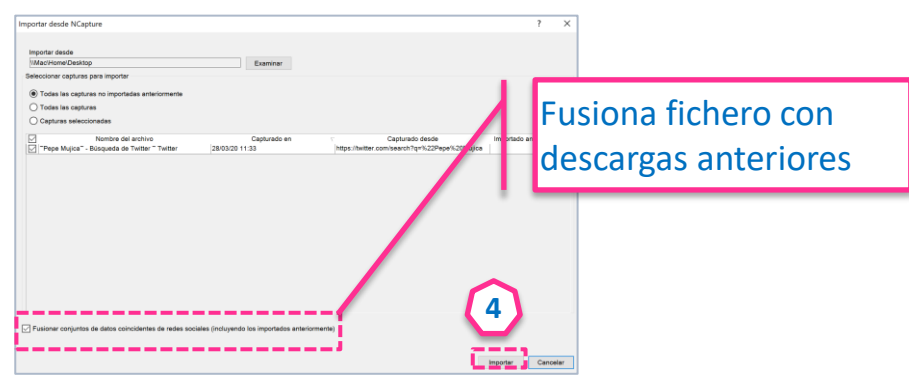 Importar desde NCapture
? X
Importar desde
\\Mac\Home\Desktop
Examinar
Seleccionar capturas para importar
Todas las capturas no importadas anteriormente
Todas las capturas
Capturas seleccionadas
Nombre del archivo Capturado en Capturado desde Importado an
~Pepe Mujica~ - Búsqueda de Twitter ~ Twitter 28/03/20 11:33 https://twitter.com/search?q=%22Pepe%20Mujica
Fusiona fichero con
descargas anteriores
4
Fusionar conjuntos de datos coincidentes de redes sociales (incluyendo los importados anteriormente)
Importar Cancelar